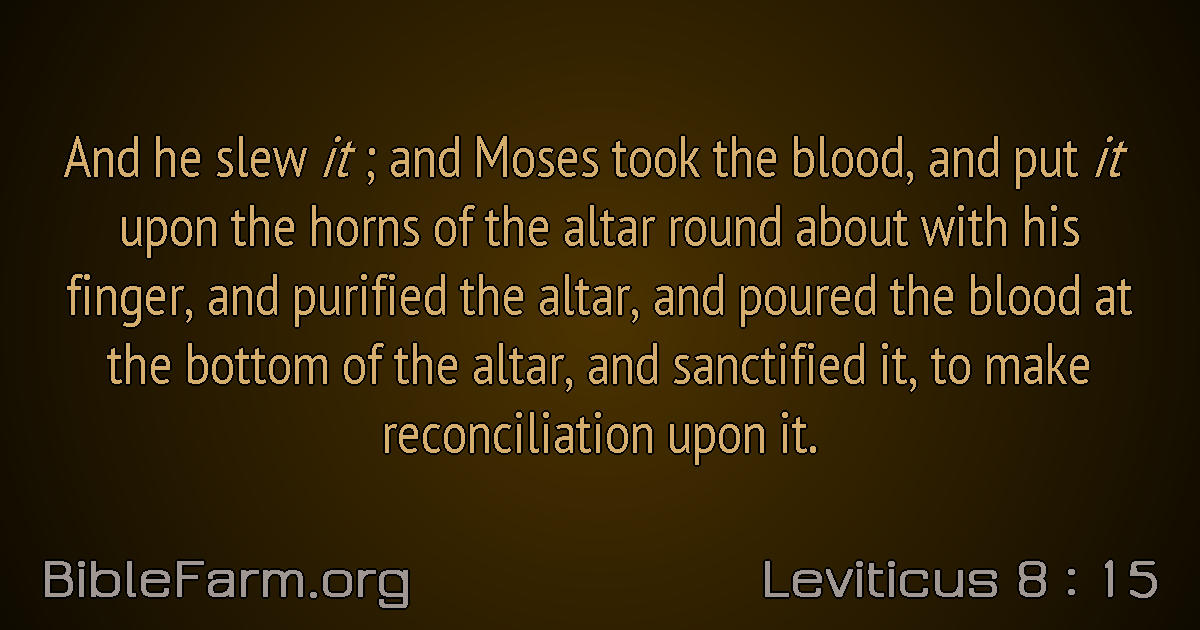 And he slew it ; and Moses took the blood, and put it
upon the horns of the altar round about with his
finger, and purified the altar, and poured the blood at
the bottom of the altar, and sanctified it, to make
reconciliation upon it.
BibleFarm.org
Leviticus 8 : 15